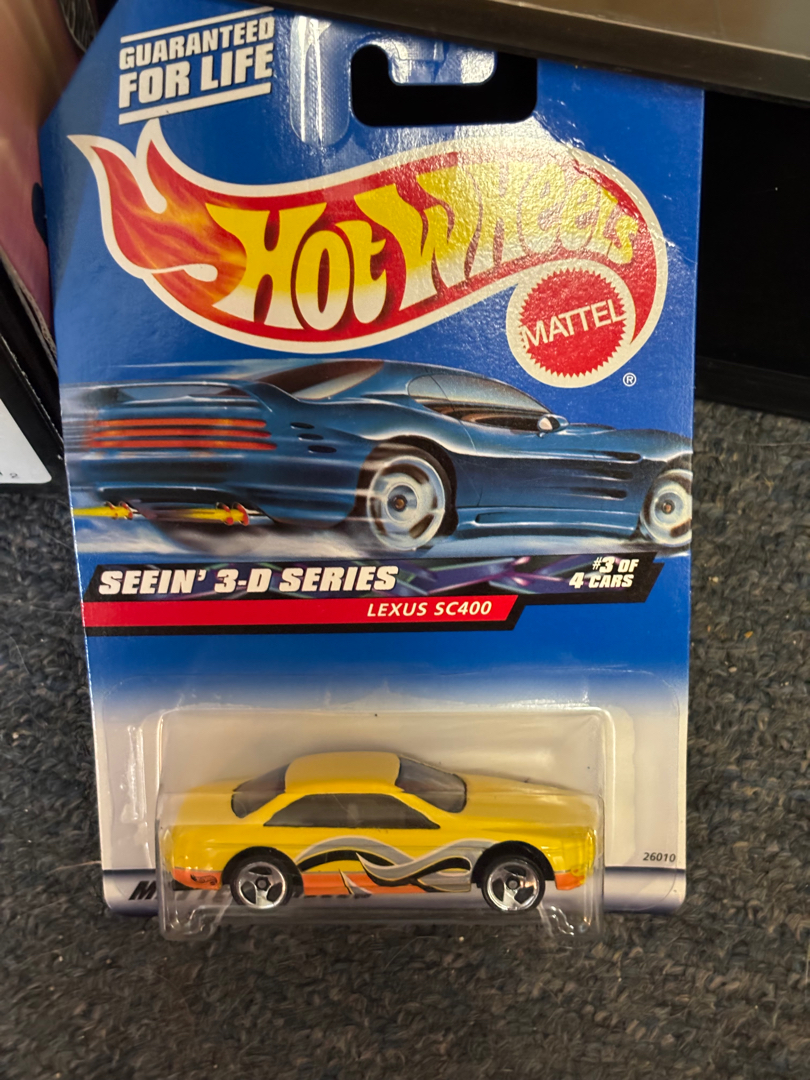 GUARANTEED
FOR LIFE
HOT WHEELS
MATTEL
®
SEEIN' 3-D SERIES
#3 OF
4 CARS
LEXUS SC400
26010